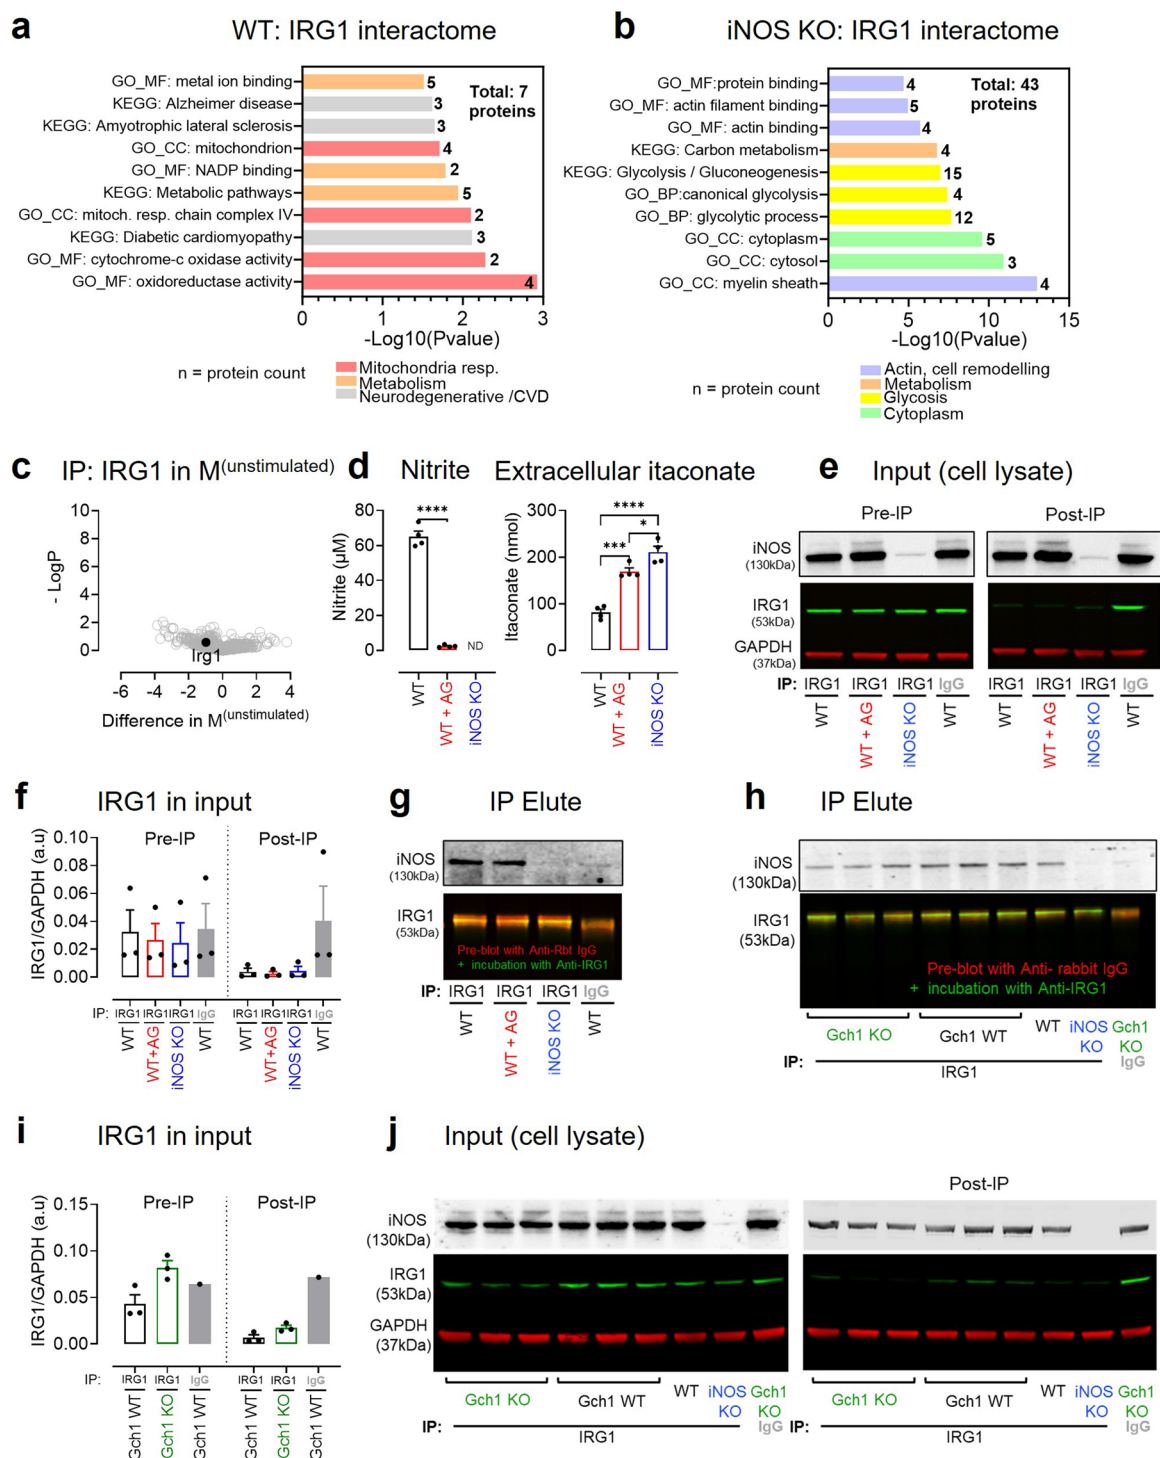 a
WT: IRG1 interactome
GO_MF: metal ion binding
KEGG: Alzheimer disease
KEGG: Amyotrophic lateral sclerosis
GO_CC: mitochondrion
GO_MF: NADP binding
KEGG: Metabolic pathways
GO_CC: mitoch. resp. chain complex IV
KEGG: Diabetic cardiomyopathy
GO_MF: cytochrome-c oxidase activity
GO_MF: oxidoreductase activity
5
3
3
4
2
5
2
3
2
4
Total: 7
proteins
0 1 2 3
-Log10(Pvalue)
n = protein count
Mitochondria resp.
Metabolism
Neurodegenerative /CVD
b
iNOS KO: IRG1 interactome
GO_MF:protein binding
GO_MF: actin filament binding
GO_MF: actin binding
KEGG: Carbon metabolism
KEGG: Glycolysis / Gluconeogenesis
GO_BP:canonical glycolysis
GO_BP: glycolytic process
GO_CC: cytoplasm
GO_CC: cytosol
GO_CC: myelin sheath
4
5
4
4
15
4
12
5
3
4
Total: 43
proteins
0 5 10 15
-Log10(Pvalue)
n = protein count
Actin, cell remodelling
Metabolism
Glycosis
Cytoplasm
c
IP: IRG1 in M(unstimulated)
- LogP
10
8
6
4
2
0
Irg1
-6 -4 -2 0 2 4
Difference in M(unstimulated)
d
Nitrite
Nitrite (µM)
80
60
40
20
0
****
ND
WT
WT + AG
iNOS KO
Extracellular itaconate
Itaconate (nmol)
300
200
100
0
****
*
***
WT
WT + AG
iNOS KO
e
Input (cell lysate)
Pre-IP
Post-IP
iNOS
(130kDa)
IRG1
(53kDa)
GAPDH
(37kDa)
IP: IRG1 IRG1 IRG1 IgG IRG1 IRG1 IRG1 IgG
WT
WT + AG
iNOS KO
WT
WT
WT + AG
iNOS KO
WT
f
IRG1 in input
IRG1/GAPDH (a.u)
0.10
0.08
0.06
0.04
0.02
0.00
Pre-IP
Post-IP
IP: IRG1 IRG1 IRG1 IgG IRG1 IRG1 IRG1 IgG
WT
WT+AG
iNOS KO
WT
WT
WT+AG
iNOS KO
WT
g
IP Elute
iNOS
(130kDa)
IRG1
(53kDa)
Pre-blot with Anti-Rbt IgG
+ incubation with Anti-IRG1
IP: IRG1 IRG1 IRG1 IgG
WT
WT + AG
iNOS KO
WT
h
IP Elute
iNOS
(130kDa)
IRG1
(53kDa)
Pre-blot with Anti- rabbit IgG
+ incubation with Anti-IRG1
Gch1 KO
Gch1 WT
WT
iNOS
KO
Gch1
KO
IgG
IP:
IRG1
i
IRG1 in input
IRG1/GAPDH (a.u)
0.15
0.10
0.05
0.00
Pre-IP
Post-IP
IP: IRG1 IRG1 IgG IRG1 IRG1 IgG
Gch1 WT
Gch1 KO
Gch1 WT
Gch1 WT
Gch1 KO
Gch1 WT
j
Input (cell lysate)
Post-IP
iNOS
(130kDa)
IRG1
(53kDa)
GAPDH
(37kDa)
Gch1 KO
Gch1 WT
WT
iNOS
KO
Gch1
KO
IgG
IP:
IRG1
Gch1 KO
Gch1 WT
WT
iNOS
KO
Gch1
KO
IgG
IP:
IRG1